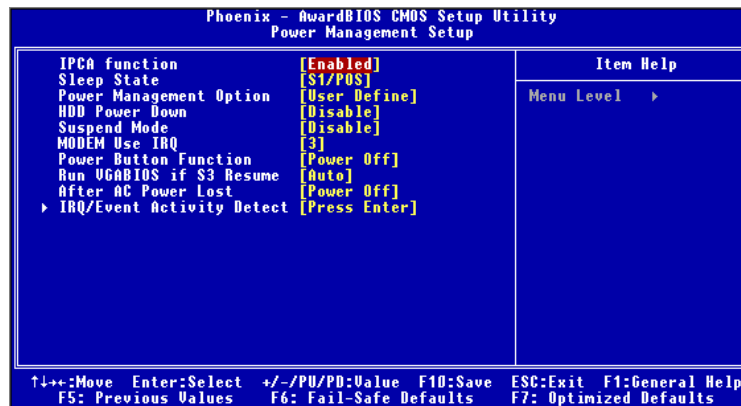 Phoenix - AwardBIOS CMOS Setup Utility
Power Management Setup
IPCA function [Enabled]
Sleep State [S1/POS]
Power Management Option [User Define]
HDD Power Down [Disable]
Suspend Mode [Disable]
MODEM Use IRQ [3]
Power Button Function [Power Off]
Run VGABIOS if S3 Resume [Auto]
After AC Power Lost [Power Off]
▸ IRQ/Event Activity Detect [Press Enter]
Item Help
Menu Level ▸
↑↓→←:Move Enter:Select +/-/PU/PD:Value F10:Save ESC:Exit F1:General Help
F5: Previous Values F6: Fail-Safe Defaults F7: Optimized Defaults